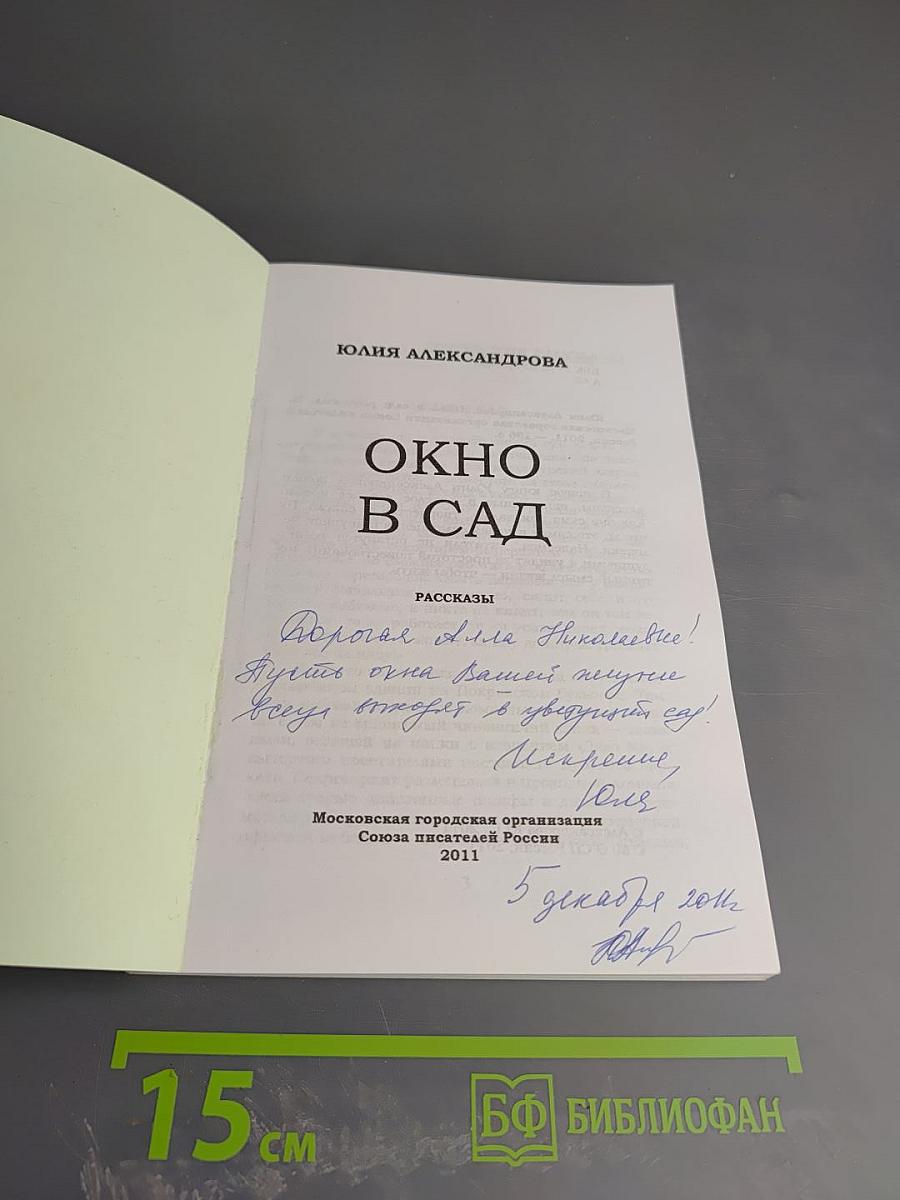 ЮЛИЯ АЛЕКСАНДРОВА
ОКНО
В САД
РАССКАЗЫ
Дорогая Алла Николаевна!
Пусть окна Вашей жизни
всегда выходят в цветущий сад!
Искренне,
Юля
Московская городская организация
Союза писателей России
2011
5 декабря 2011г
15 см
БФ БИБЛИОФАН